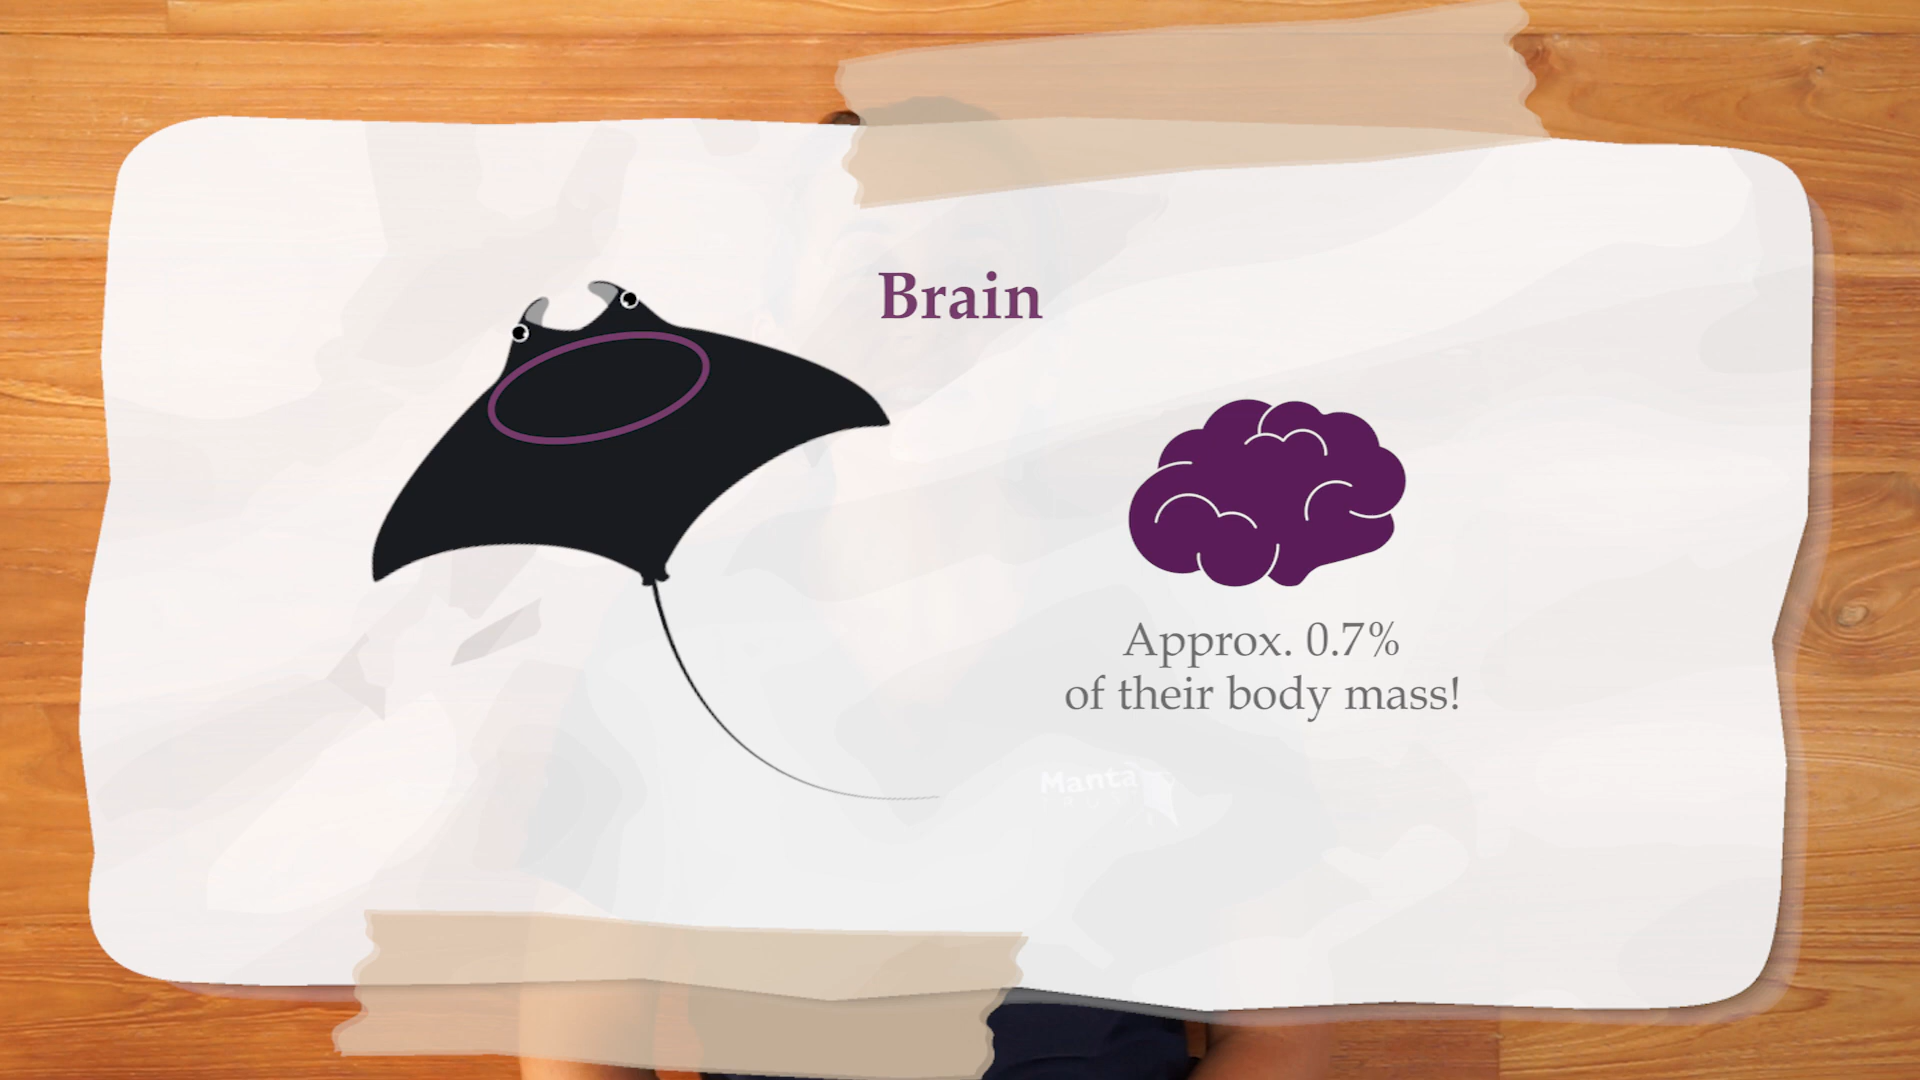 Brain
Approx. 0.7%
of their body mass!
Manta